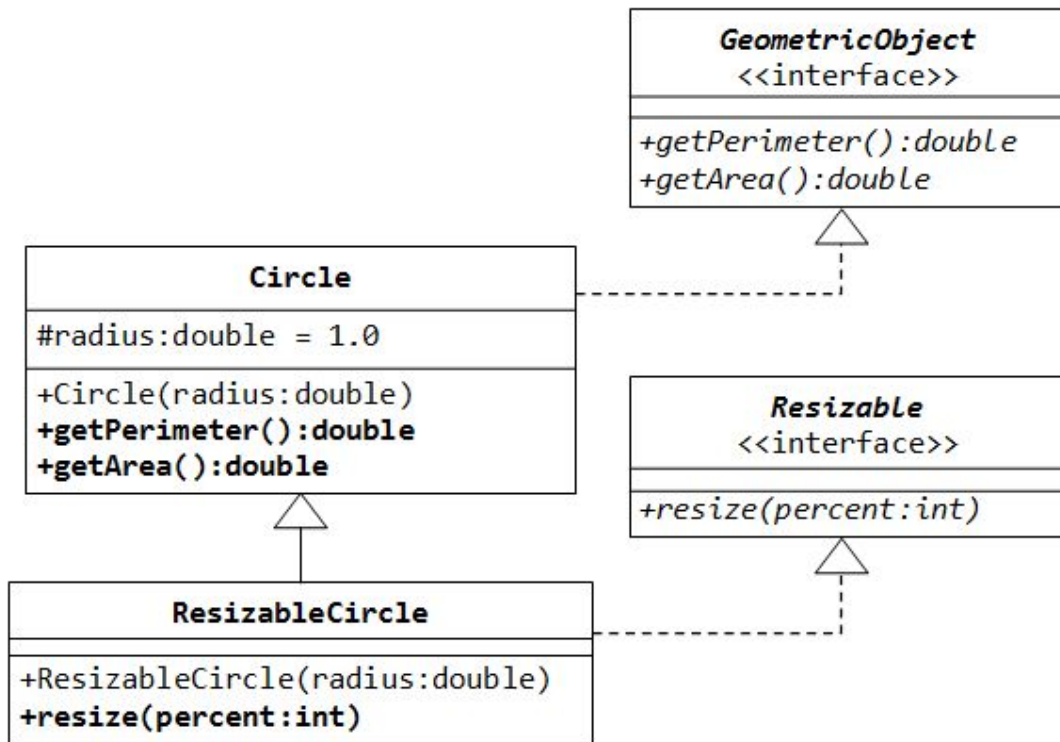 GeometricObject
<<interface>>
+getPerimeter():double
+getArea():double
Circle
#radius:double = 1.0
+Circle(radius:double)
+getPerimeter():double
+getArea():double
Resizable
<<interface>>
+resize(percent:int)
ResizableCircle
+ResizableCircle(radius:double)
+resize(percent:int)